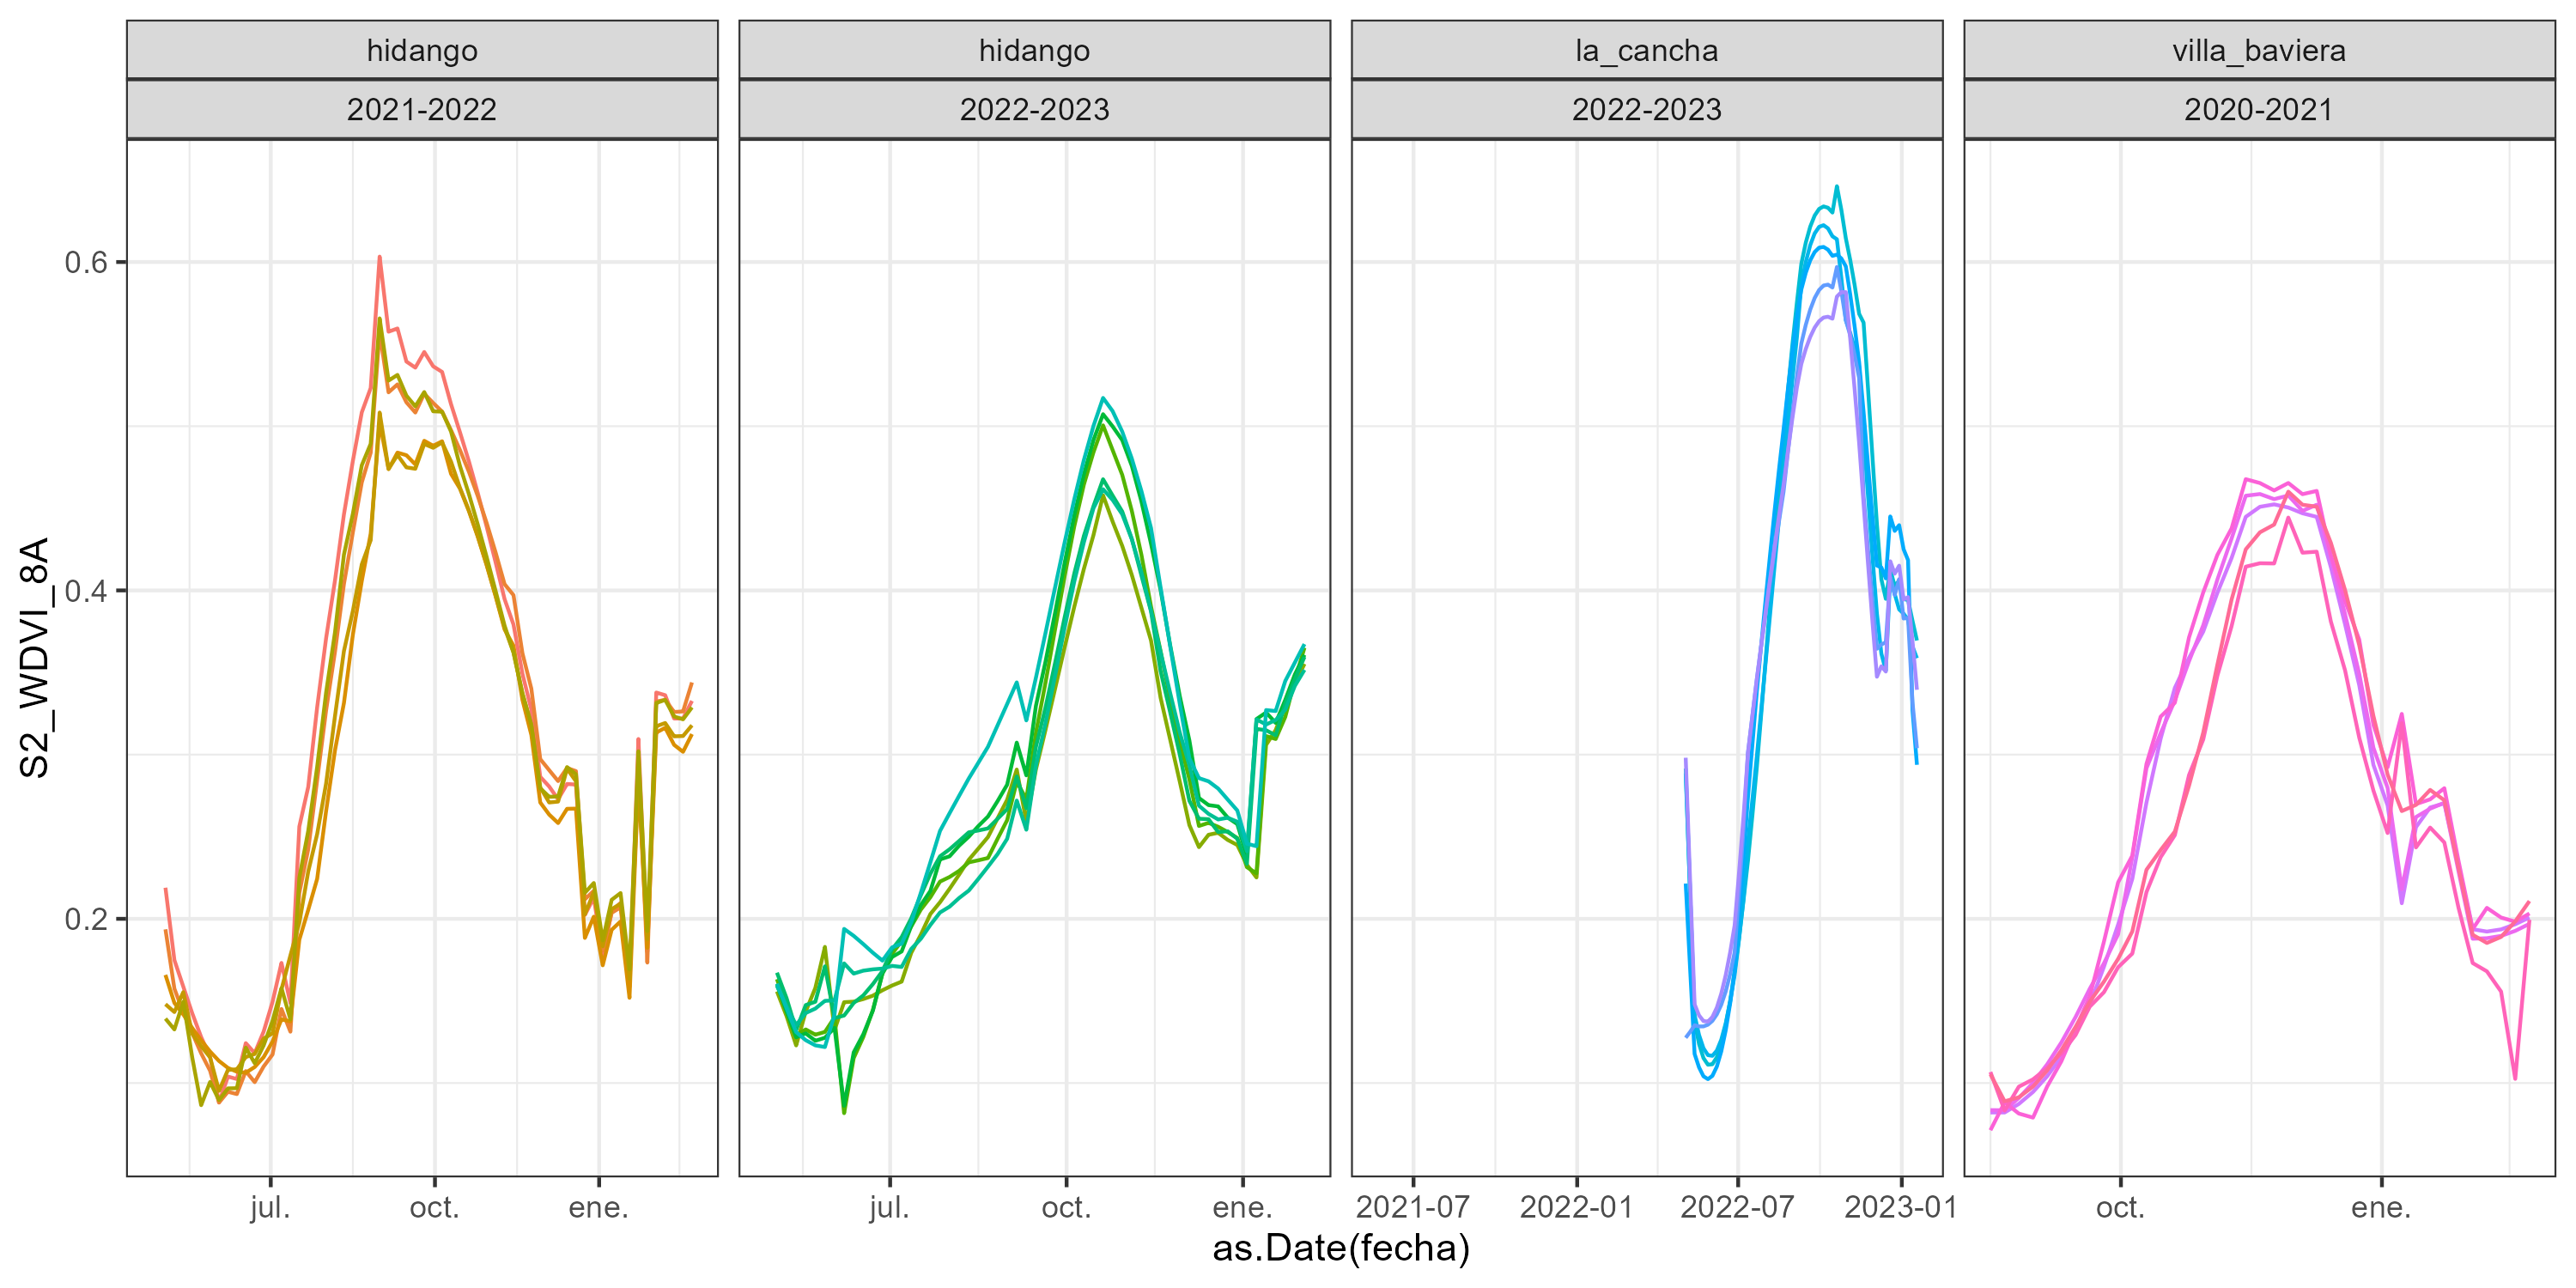 hidango
hidango
la_cancha
villa_baviera
2021-2022
2022-2023
2022-2023
2020-2021
S2_WDVI_8A
0.6
0.4
0.2
jul.
oct.
ene.
jul.
oct.
ene.
2021-07
2022-01
2022-07
2023-01
oct.
ene.
as.Date(fecha)